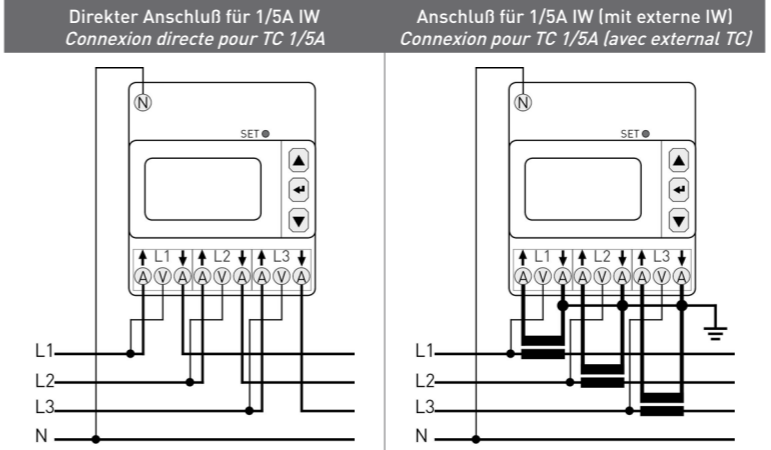 Direkter Anschluß für 1/5A IW
Connexion directe pour TC 1/5A
N
SET
L1 L2 L3
A V A A V A A V A
L1
L2
L3
N
Anschluß für 1/5A IW (mit externe IW)
Connexion pour TC 1/5A (avec external TC)
N
SET
L1 L2 L3
A V A A V A A V A
L1
L2
L3
N